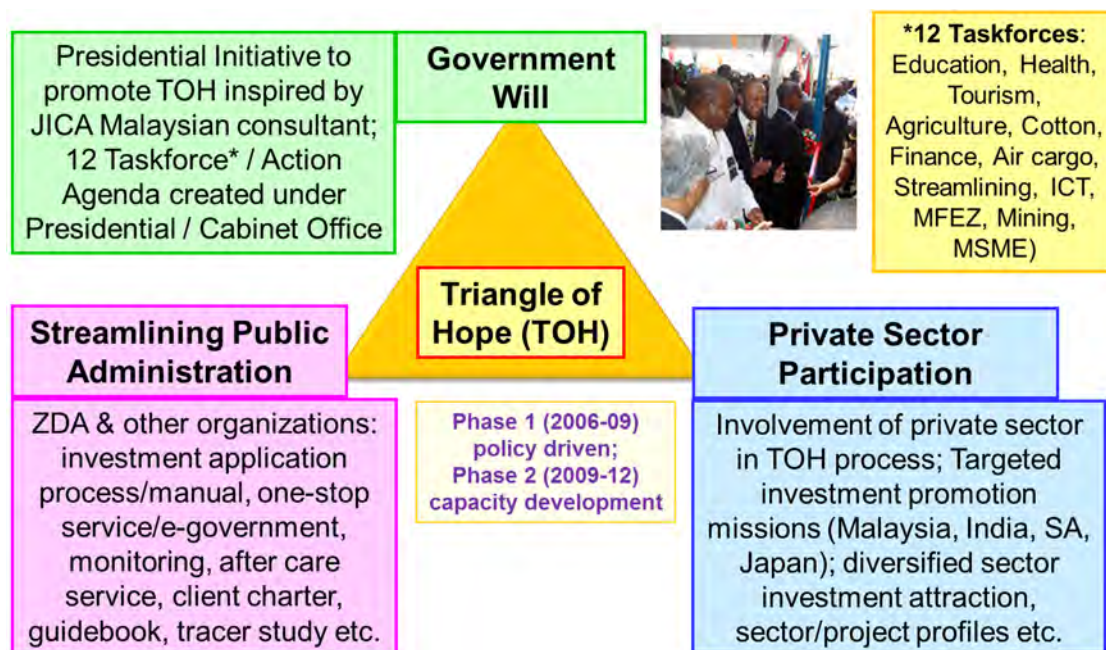 Presidential Initiative to
promote TOH inspired by
JICA Malaysian consultant;
12 Taskforce* / Action
Agenda created under
Presidential / Cabinet Office
Government
Will
*12 Taskforces:
Education, Health,
Tourism,
Agriculture, Cotton,
Finance, Air cargo,
Streamlining, ICT,
MFEZ, Mining,
MSME)
Triangle of
Hope (TOH)
Streamlining Public
Administration
ZDA & other organizations:
investment application
process/manual, one-stop
service/e-government,
monitoring, after care
service, client charter,
guidebook, tracer study etc.
Phase 1 (2006-09)
policy driven;
Phase 2 (2009-12)
capacity development
Private Sector
Participation
Involvement of private sector
in TOH process; Targeted
investment promotion
missions (Malaysia, India, SA,
Japan); diversified sector
investment attraction,
sector/project profiles etc.